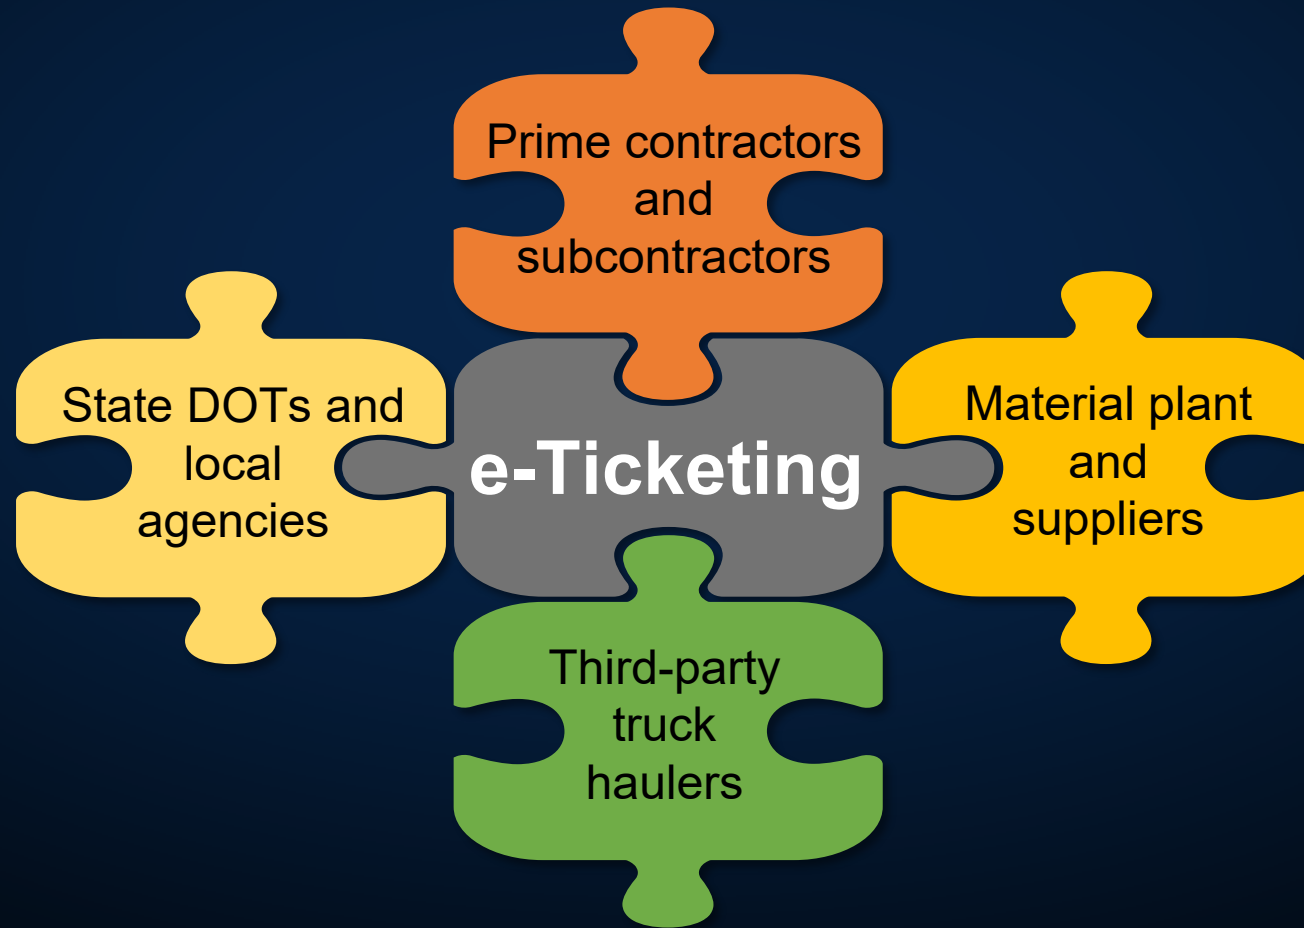 Prime contractors
and
subcontractors
State DOTs and
local
agencies
e-Ticketing
Material plant
and
suppliers
Third-party
truck
haulers